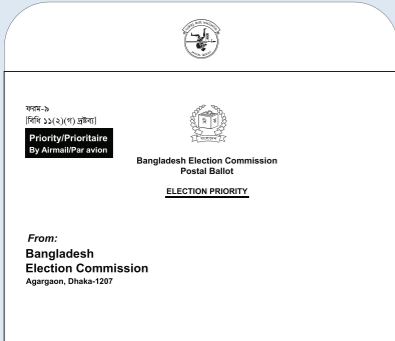 ফরম-৯
[বিধি ১১(২)(গ) দ্রষ্টব্য]
Priority/Prioritaire
By Airmail/Par avion
Bangladesh Election Commission
Postal Ballot
ELECTION PRIORITY
From:
Bangladesh
Election Commission
Agargaon, Dhaka-1207